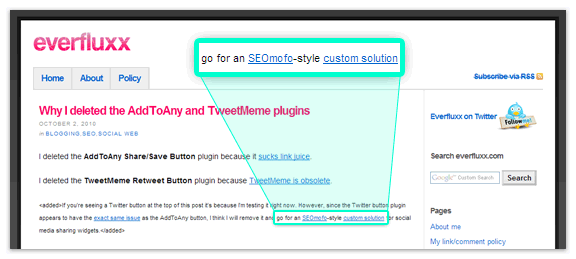 everfluxx
go for an SEOmofo-style custom solution
Home About Policy
Subscribe via RSS
Why I deleted the AddToAny and TweetMeme plugins
OCTOBER 2, 2010
in BLOGGING,SEO,SOCIAL WEB
I deleted the AddToAny Share/Save Button plugin because it sucks link juice.
I deleted the TweetMeme Retweet Button plugin because TweetMeme is obsolete.
<added>If you're seeing a Twitter button at the top of this post it's because I'm testing it right now. However, since the Twitter button plugin
appears to have the exact same issue as the AddToAny button, I think I will remove it and go for an SEOmofo-style custom solution for social
media sharing widgets.</added>
Everfluxx on Twitter
Follow me!
Search everfluxx.com
Google™ Custom Search Search
Pages
About me
My link/comment policy